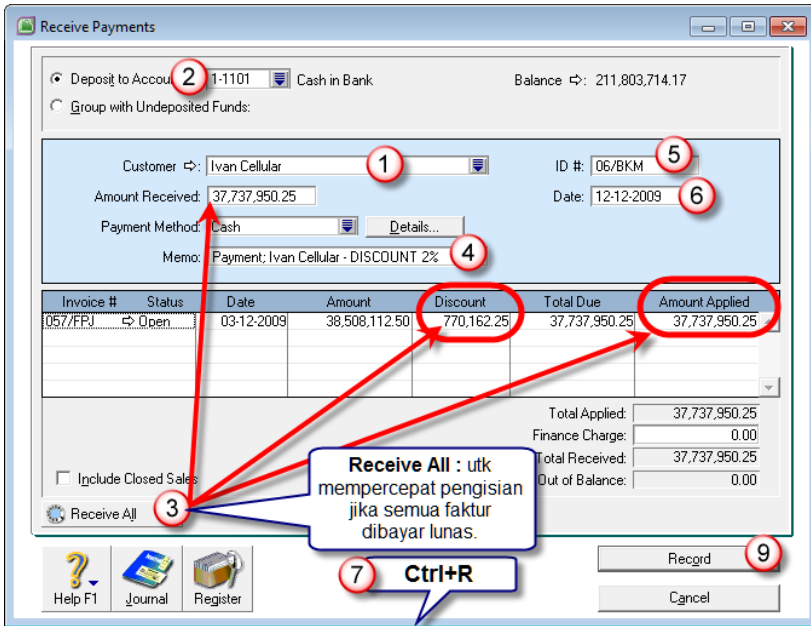 Receive Payments
Deposit to Accou 2 1-1101 Cash in Bank Balance ⇨: 211,803,714.17
Group with Undeposited Funds:
Customer ⇨: Ivan Cellular 1 ID #: 06/BKM 5
Amount Received: 37,737,950.25 Date: 12-12-2009 6
Payment Method: Cash Details...
Memo: Payment; Ivan Cellular - DISCOUNT 2% 4
Invoice # Status Date Amount Discount Total Due Amount Applied
057/FPJ ⇨ Open 03-12-2009 38,508,112.50 770,162.25 37,737,950.25 37,737,950.25
Total Applied: 37,737,950.25
Finance Charge: 0.00
Total Received: 37,737,950.25
Include Closed Sales Out of Balance: 0.00
Receive All : utk
mempercepat pengisian
jika semua faktur
dibayar lunas.
Receive All 3
7 Ctrl+R
Record 9
Help F1 Journal Register Cancel